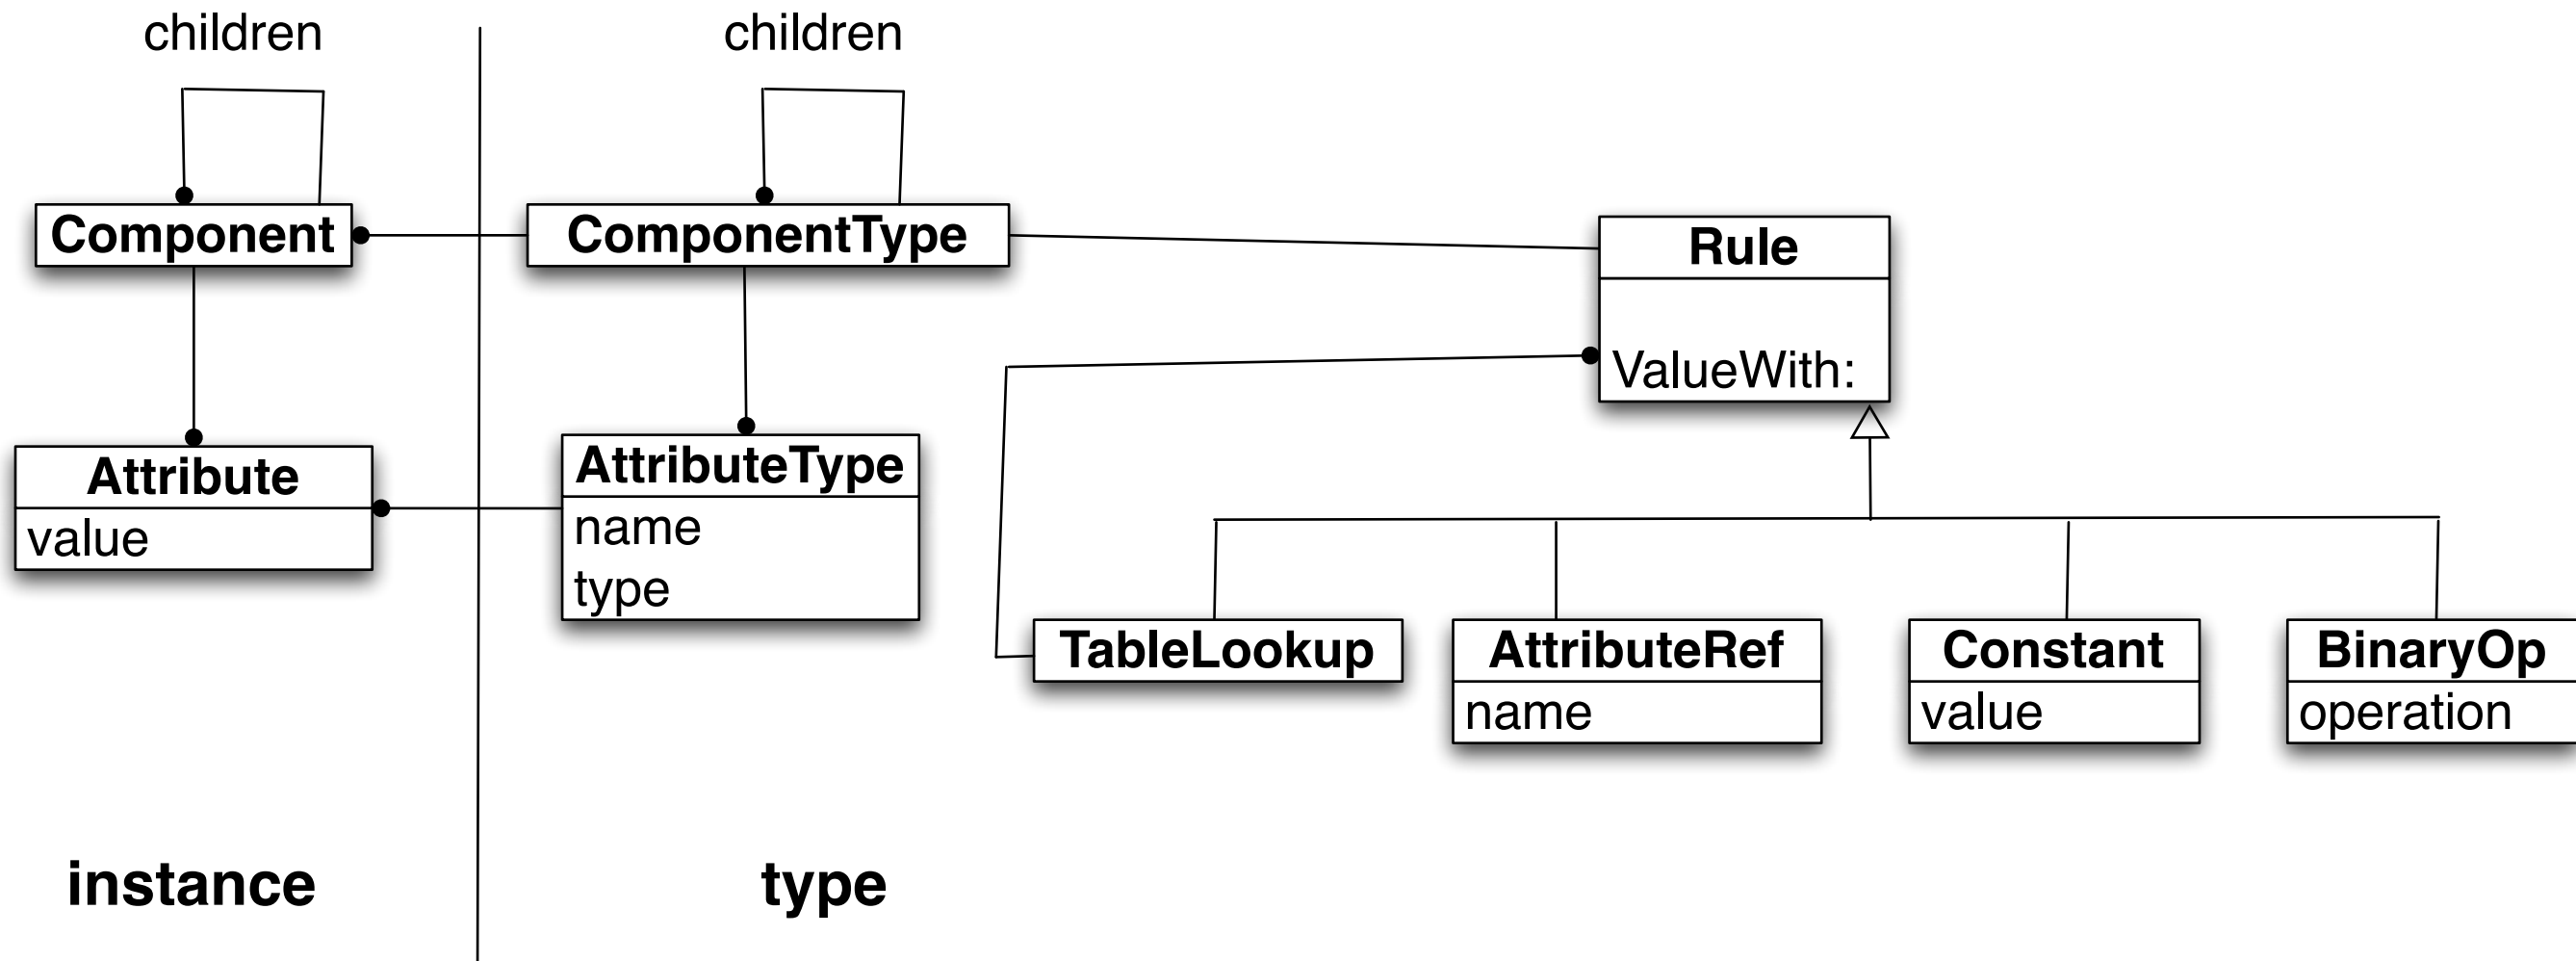 children
children
Component
ComponentType
Rule
ValueWith:
Attribute
value
AttributeType
name
type
TableLookup
AttributeRef
name
Constant
value
BinaryOp
operation
instance
type